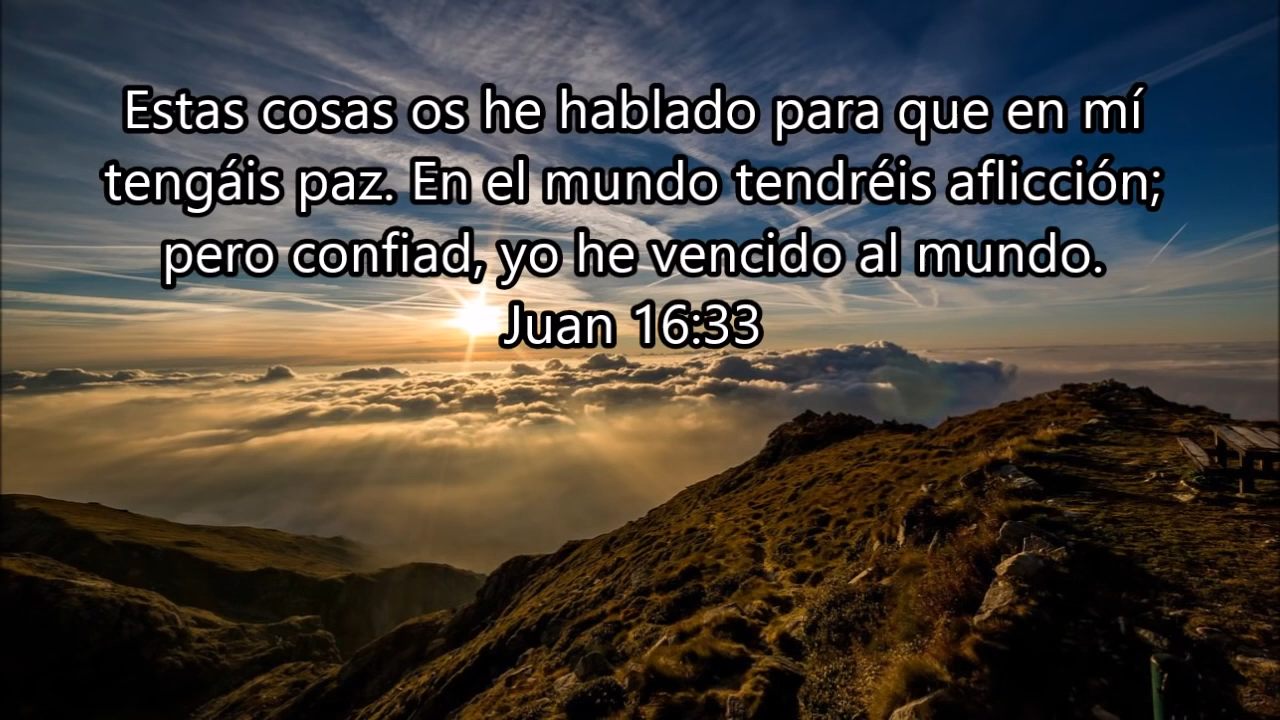 Estas cosas os he hablado para que en mí
tengáis paz. En el mundo tendréis aflicción;
pero confiad, yo he vencido al mundo.
Juan 16:33